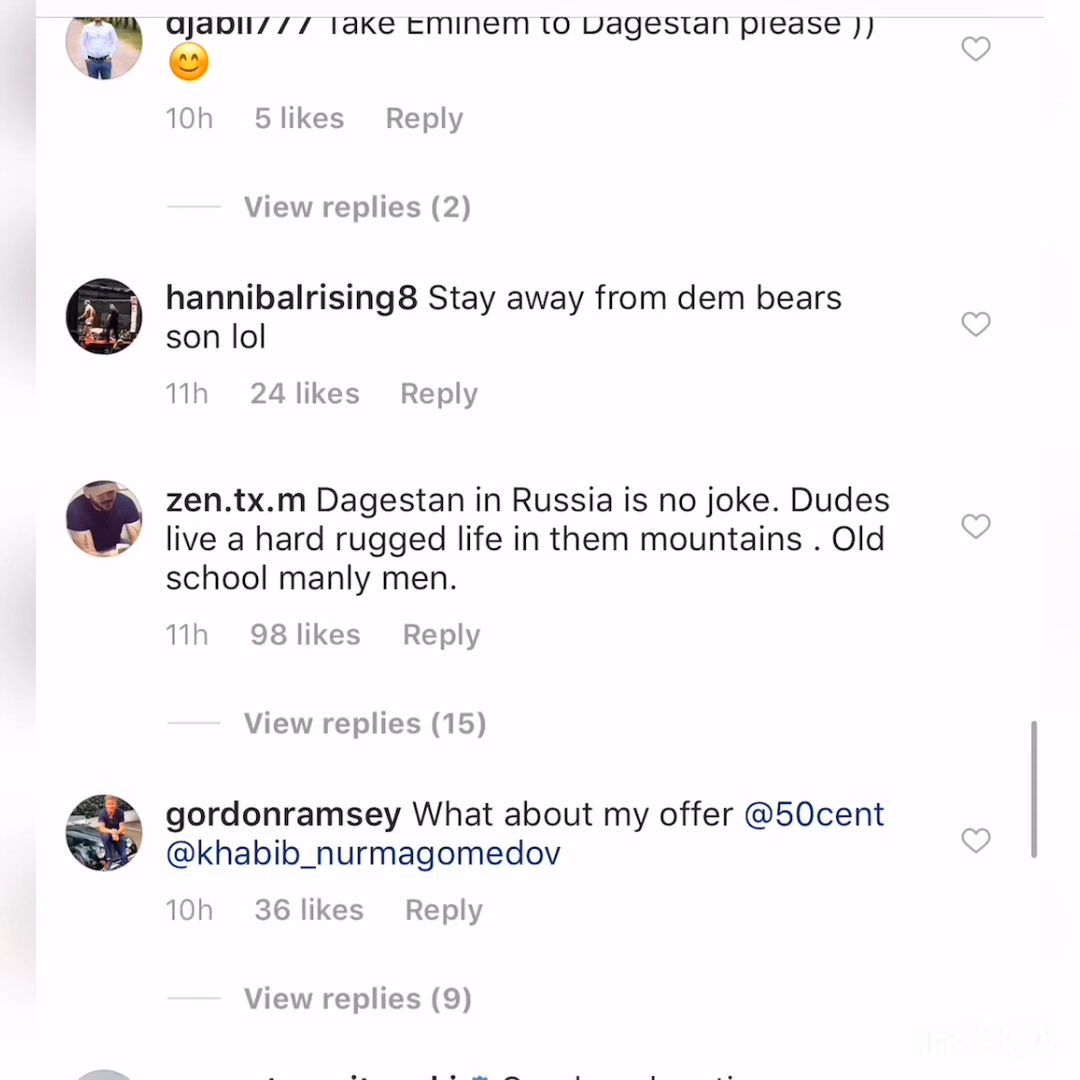 djabll777 Take Eminem to Dagestan please ))
😊
10h 5 likes Reply
View replies (2)
hannibalrising8 Stay away from dem bears
son lol
11h 24 likes Reply
zen.tx.m Dagestan in Russia is no joke. Dudes
live a hard rugged life in them mountains . Old
school manly men.
11h 98 likes Reply
View replies (15)
gordonramsey What about my offer @50cent
@khabib_nurmagomedov
10h 36 likes Reply
View replies (9)